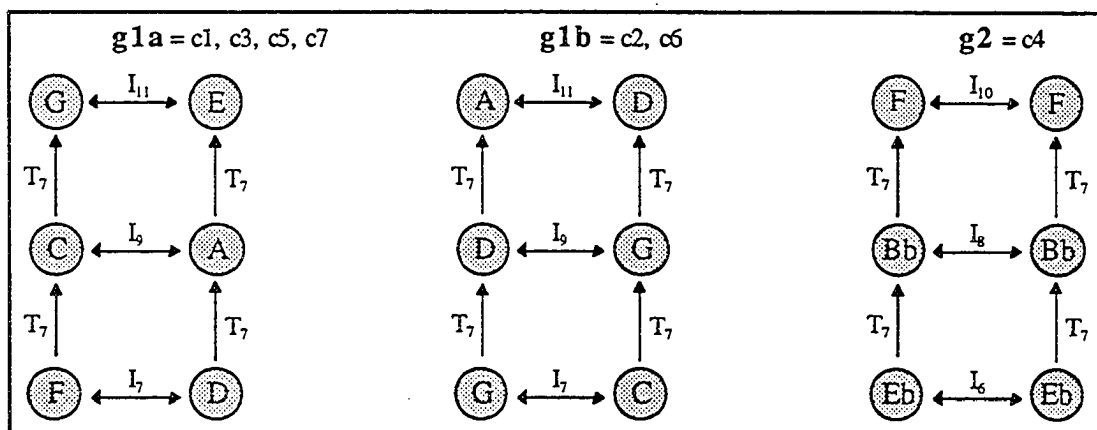 g1a = c1, c3, c5, c7 g1b = c2, c6 g2 = c4
G I₁₁ E A I₁₁ D F I₁₀ F
T₇ T₇ T₇ T₇ T₇ T₇
C I₉ A D I₉ G Bb I₈ Bb
T₇ T₇ T₇ T₇ T₇ T₇
F I₇ D G I₇ C Eb I₆ Eb